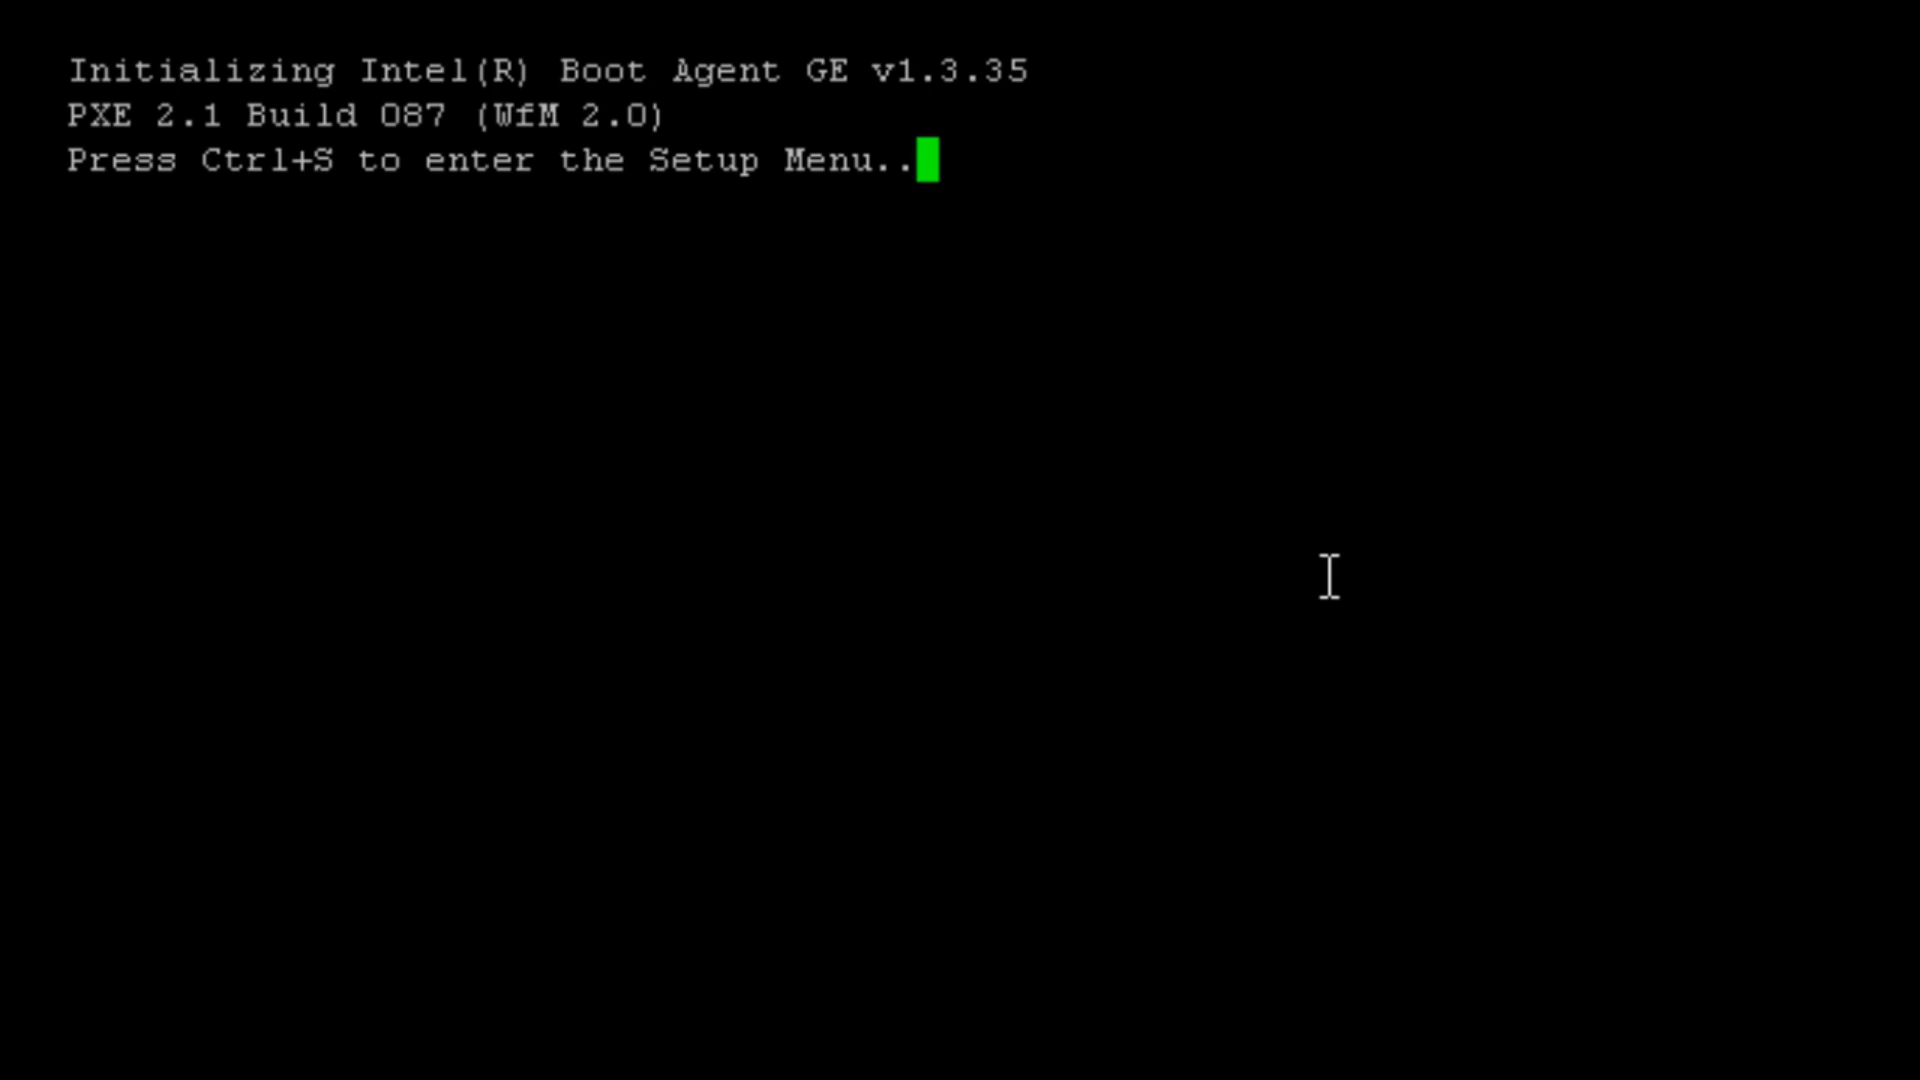 Initializing Intel(R) Boot Agent GE v1.3.35
PXE 2.1 Build 087 (WfM 2.0)
Press Ctrl+S to enter the Setup Menu..